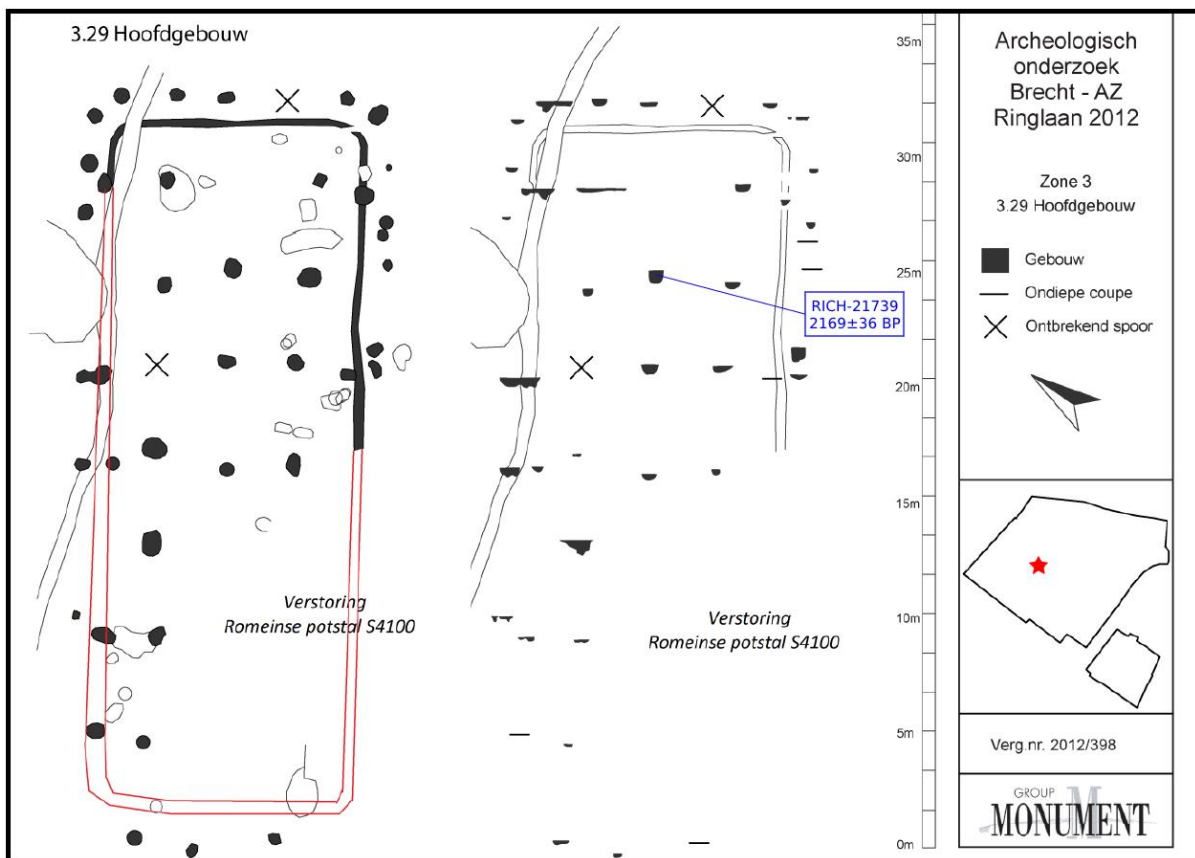 3.29 Hoofdgebouw
Verstoring
Romeinse potstal S4100
RICH-21739
2169±36 BP
Verstoring
Romeinse potstal S4100
35m
30m
25m
20m
15m
10m
5m
0m
Archeologisch
onderzoek
Brecht - AZ
Ringlaan 2012
Zone 3
3.29 Hoofdgebouw
Gebouw
Ondiepe coupe
Ontbrekend spoor
Verg.nr. 2012/398
GROUP M
MONUMENT